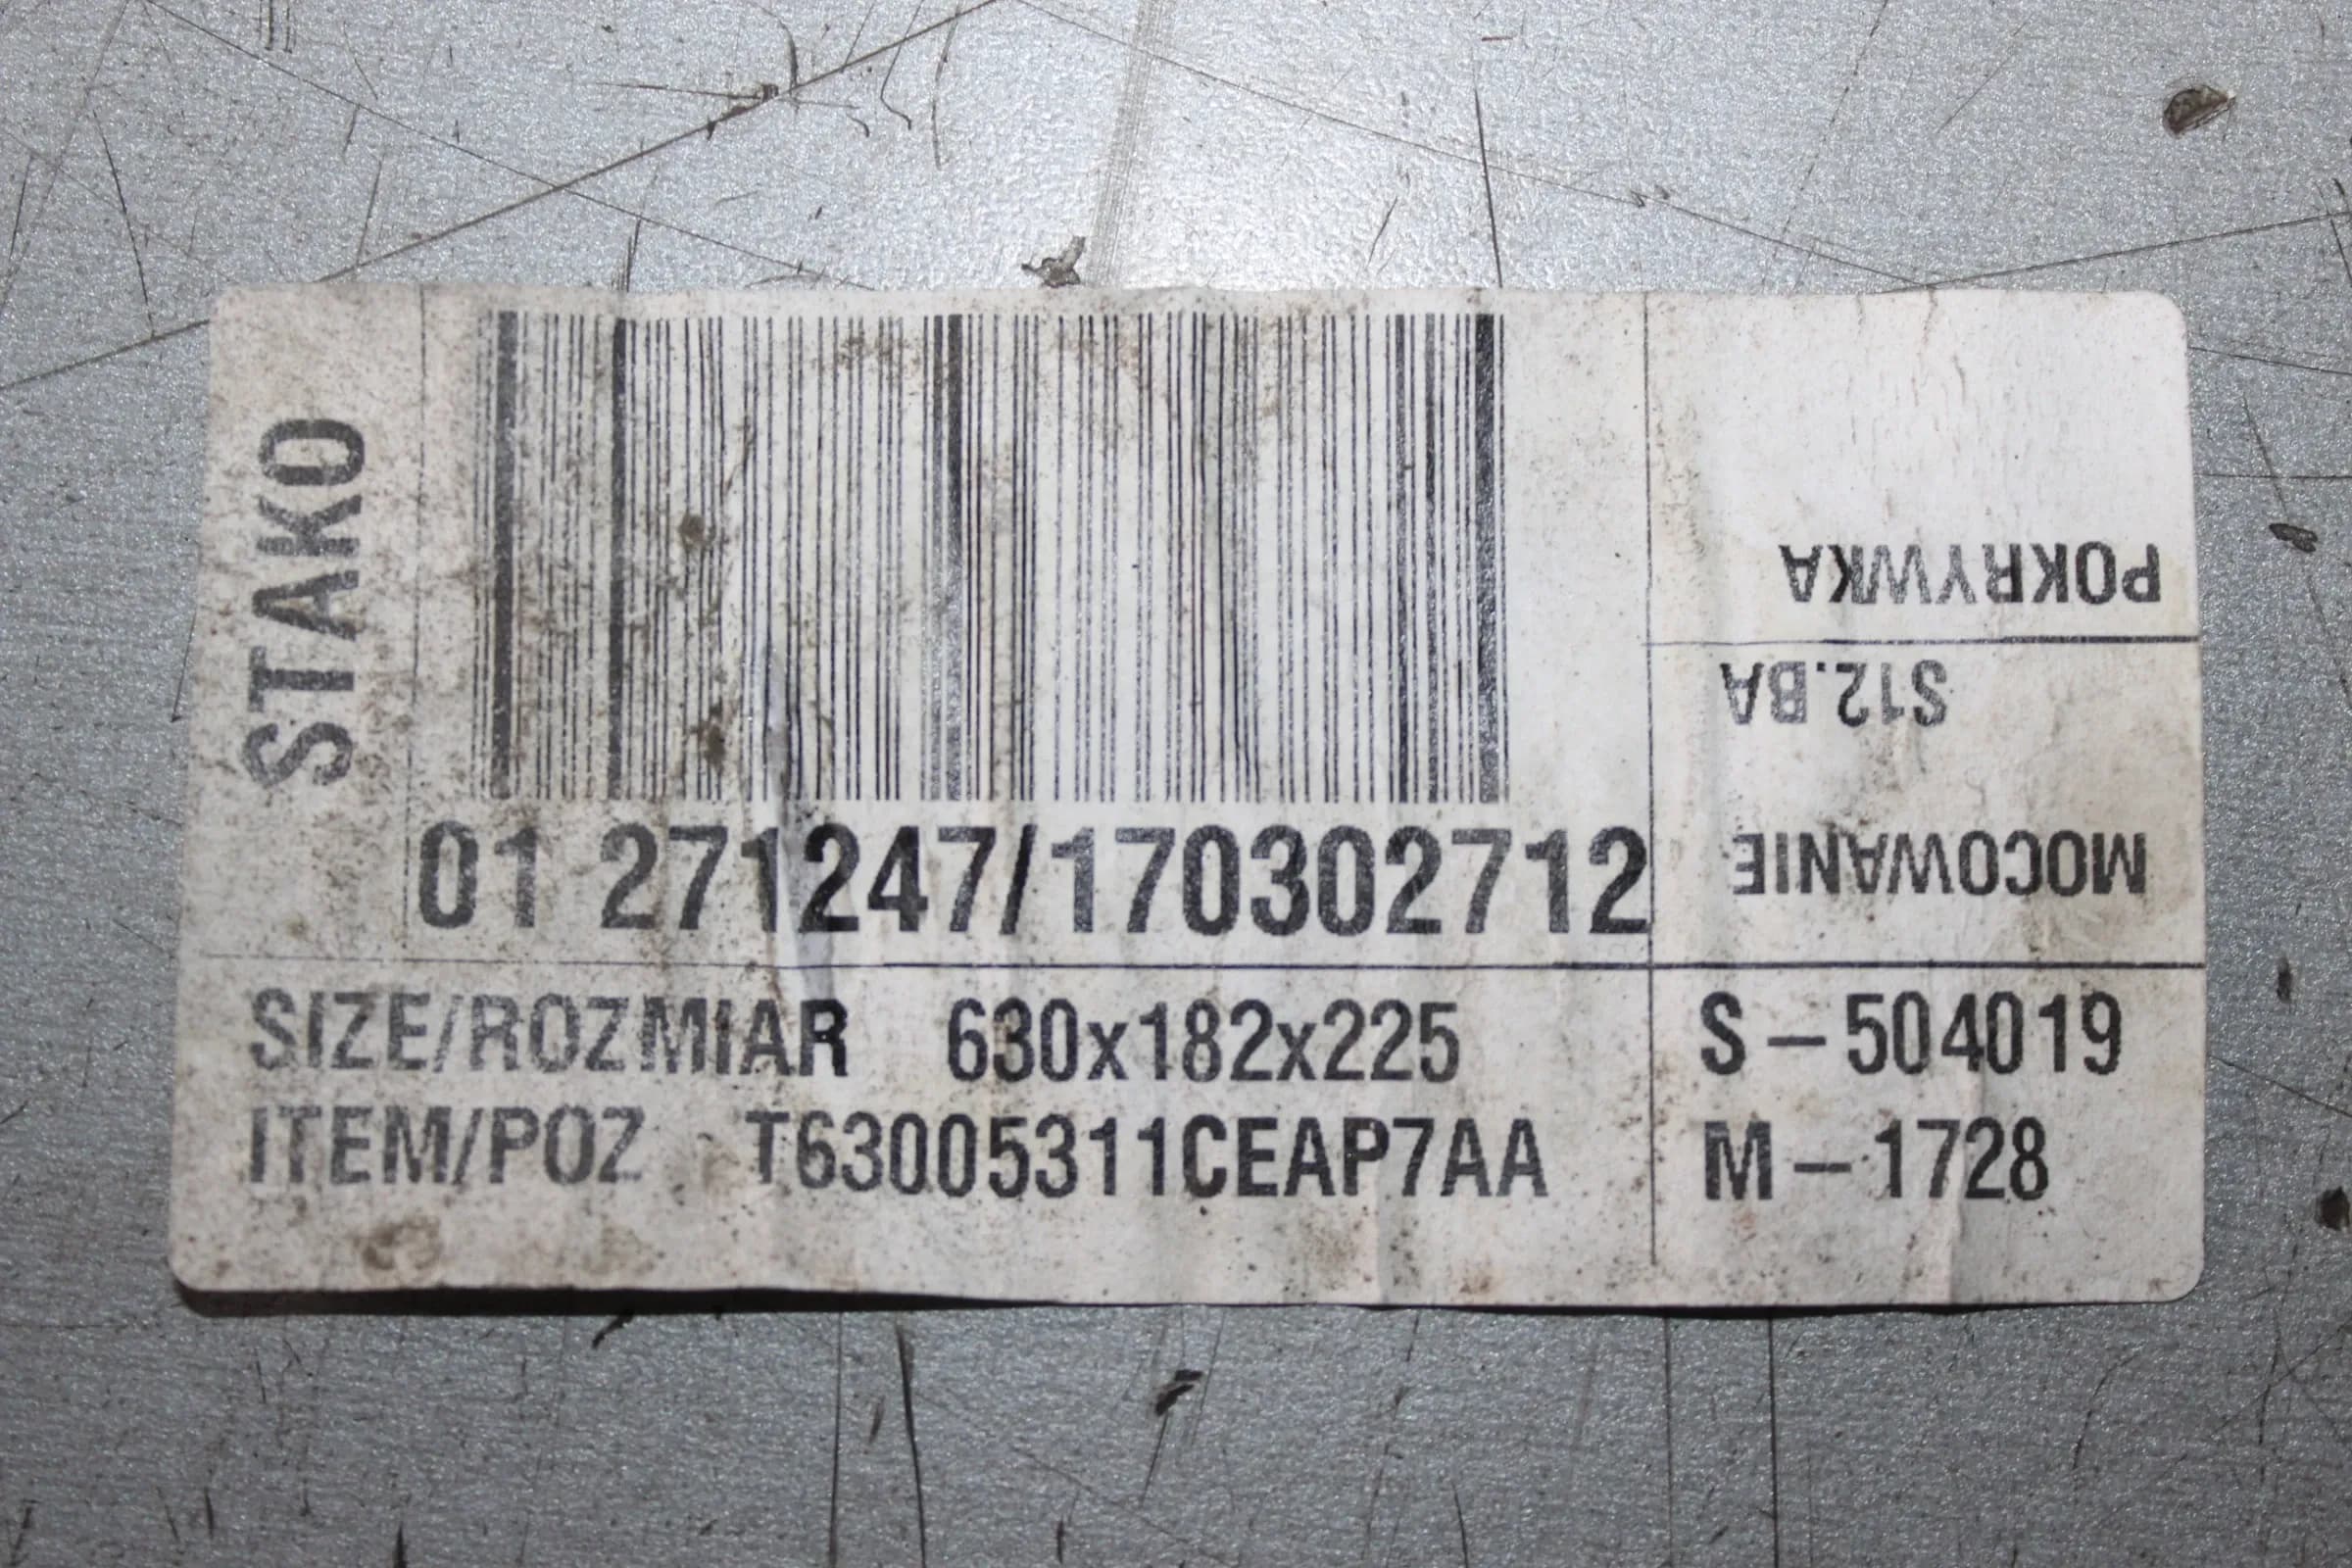 STAKO
01 271247/170302712
SIZE/ROZMIAR 630x182x225
ITEM/POZ T63005311CEAP7AA
POKRYWKA
S12.BA
MOCOWANIE
S – 504019
M – 1728